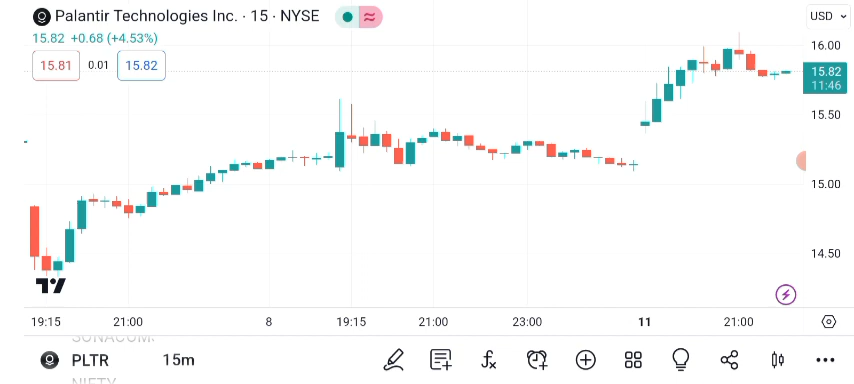 Palantir Technologies Inc. · 15 · NYSE
USD
15.82 +0.68 (+4.53%)
15.81 0.01 15.82
16.00
15.82
11:46
15.50
15.00
14.50
19:15 21:00 8 19:15 21:00 23:00 11 21:00
PLTR 15m
NIFTY